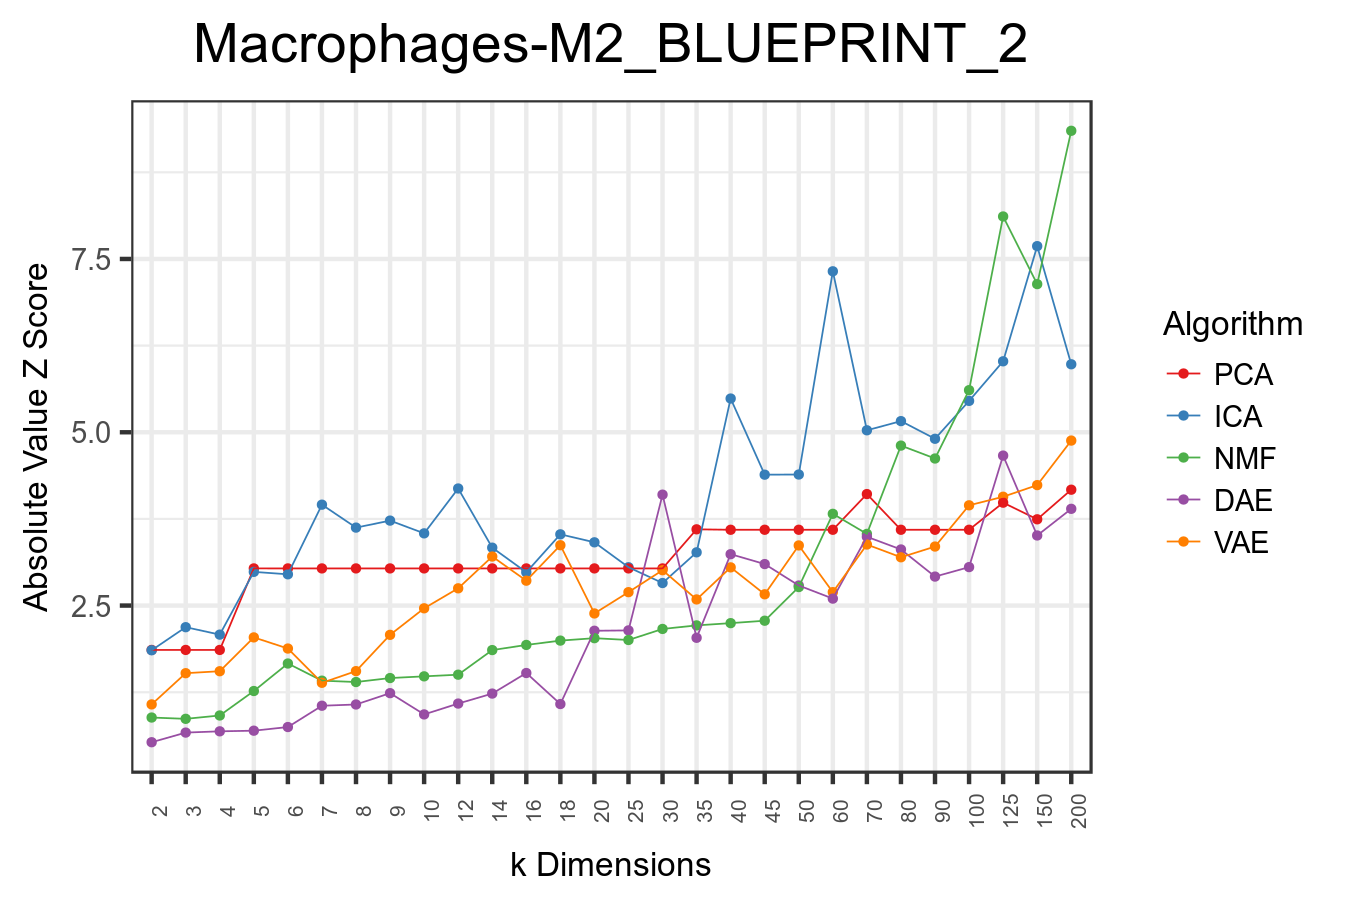 Macrophages-M2_BLUEPRINT_2
Absolute Value Z Score
7.5
5.0
2.5
2 3 4 5 6 7 8 9 10 12 14 16 18 20 25 30 35 40 45 50 60 70 80 90 100 125 150 200
k Dimensions
Algorithm
PCA
ICA
NMF
DAE
VAE